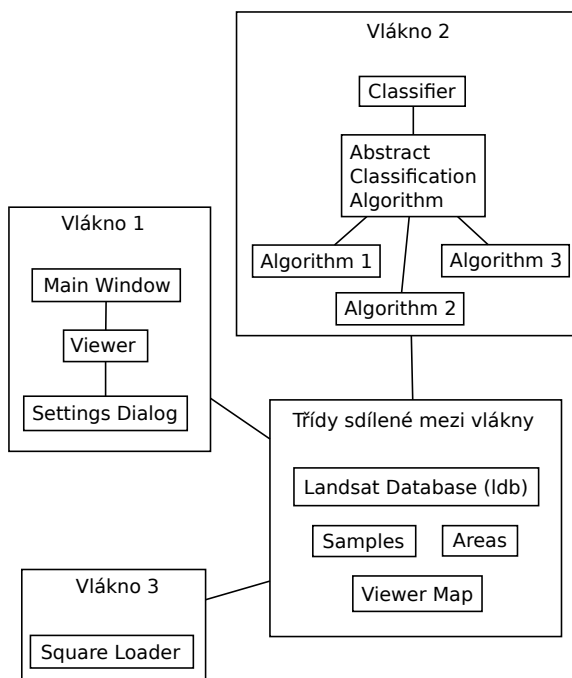 Vlákno 2
Classifier
Abstract
Classification
Algorithm
Algorithm 1
Algorithm 3
Algorithm 2
Vlákno 1
Main Window
Viewer
Settings Dialog
Třídy sdílené mezi vlákny
Landsat Database (ldb)
Samples
Areas
Viewer Map
Vlákno 3
Square Loader